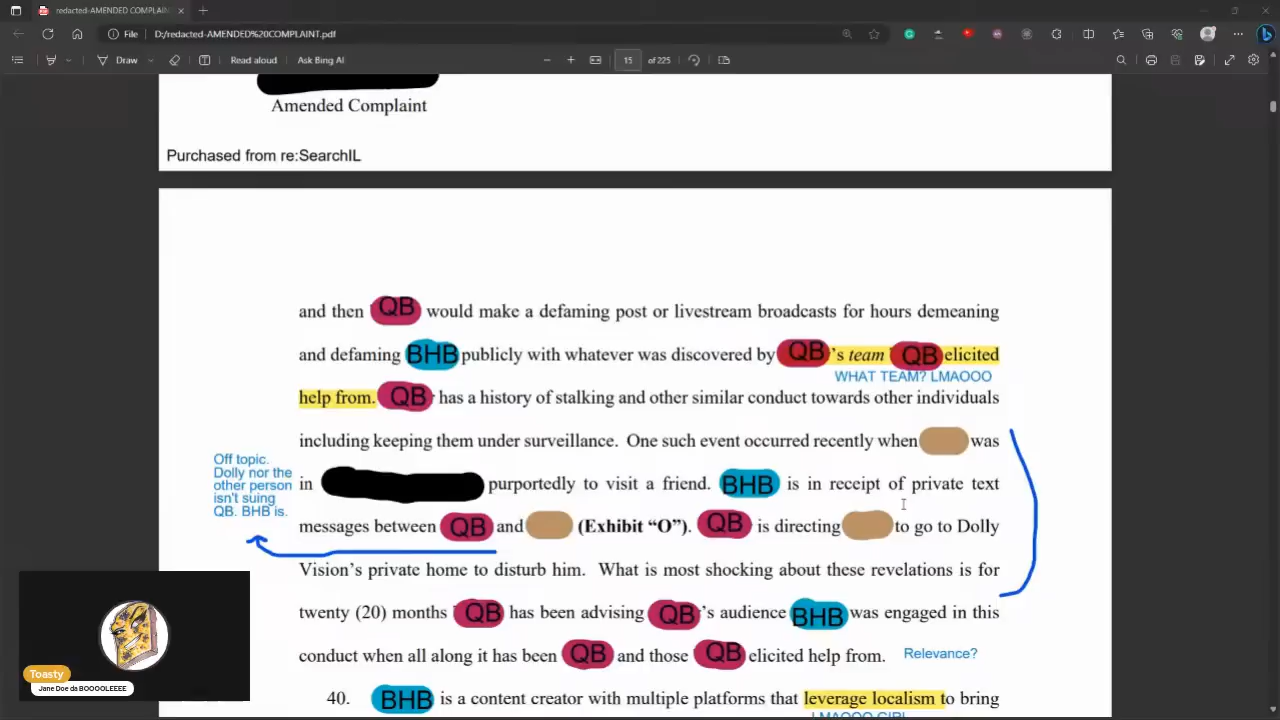 redacted-AMENDED COMPLAIN
File D:/redacted-AMENDED%20COMPLAINT.pdf
Draw Read aloud Ask Bing AI 15 of 225
Amended Complaint
Purchased from re:SearchIL
and then QB would make a defaming post or livestream broadcasts for hours demeaning
and defaming BHB publicly with whatever was discovered by QB's team QB elicited
WHAT TEAM? LMAOOO
help from. QB has a history of stalking and other similar conduct towards other individuals
including keeping them under surveillance. One such event occurred recently when was
Off topic.
Dolly nor the
other person
isn't suing
QB. BHB is.
in purportedly to visit a friend. BHB is in receipt of private text
messages between QB and (Exhibit “O”). QB is directing to go to Dolly
Vision’s private home to disturb him. What is most shocking about these revelations is for
twenty (20) months QB has been advising QB's audience BHB was engaged in this
conduct when all along it has been QB and those QB elicited help from. Relevance?
40. BHB is a content creator with multiple platforms that leverage localism to bring
LMAOOO GIRL
Toasty
Jane Doe da BOOOOLEEEE